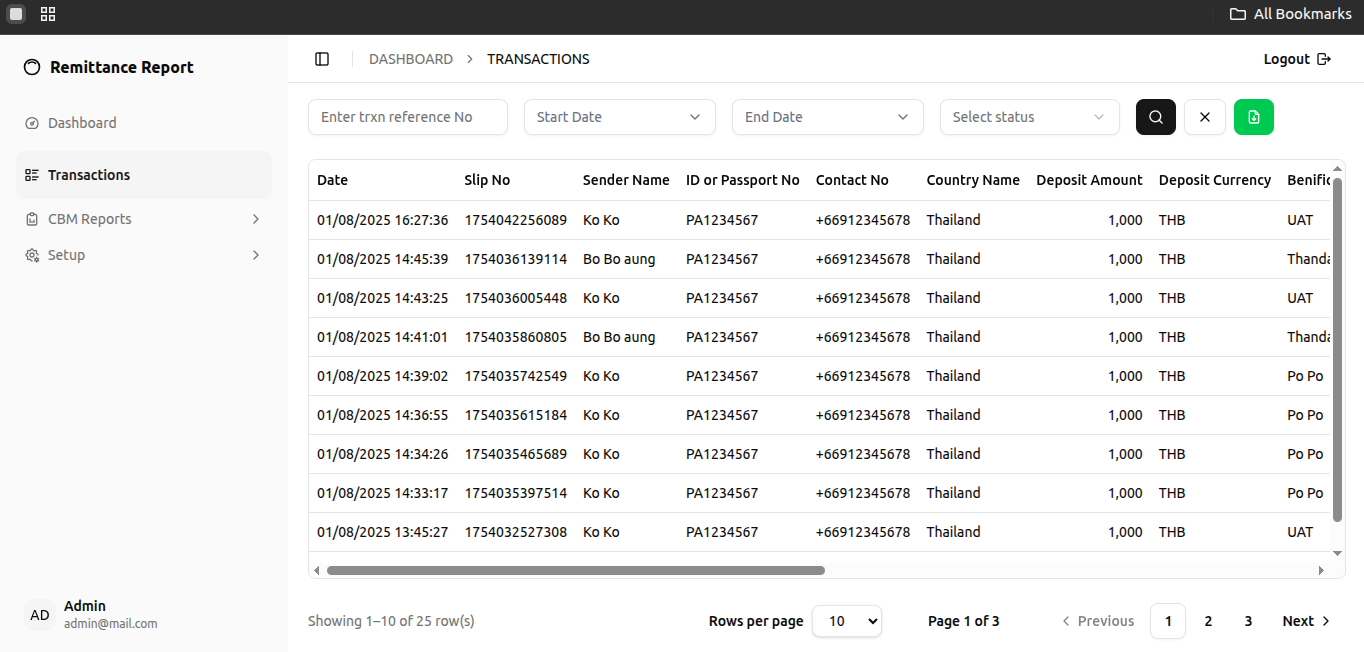 All Bookmarks
Remittance Report
DASHBOARD > TRANSACTIONS
Logout
Dashboard
Transactions
CBM Reports
Setup
Enter trxn reference No
Start Date
End Date
Select status
Date Slip No Sender Name ID or Passport No Contact No Country Name Deposit Amount Deposit Currency Benific
01/08/2025 16:27:36 1754042256089 Ko Ko PA1234567 +66912345678 Thailand 1,000 THB UAT
01/08/2025 14:45:39 1754036139114 Bo Bo aung PA1234567 +66912345678 Thailand 1,000 THB Thanda
01/08/2025 14:43:25 1754036005448 Ko Ko PA1234567 +66912345678 Thailand 1,000 THB UAT
01/08/2025 14:41:01 1754035860805 Bo Bo aung PA1234567 +66912345678 Thailand 1,000 THB Thanda
01/08/2025 14:39:02 1754035742549 Ko Ko PA1234567 +66912345678 Thailand 1,000 THB Po Po
01/08/2025 14:36:55 1754035615184 Ko Ko PA1234567 +66912345678 Thailand 1,000 THB Po Po
01/08/2025 14:34:26 1754035465689 Ko Ko PA1234567 +66912345678 Thailand 1,000 THB Po Po
01/08/2025 14:33:17 1754035397514 Ko Ko PA1234567 +66912345678 Thailand 1,000 THB Po Po
01/08/2025 13:45:27 1754032527308 Ko Ko PA1234567 +66912345678 Thailand 1,000 THB UAT
AD
Admin
admin@mail.com
Showing 1–10 of 25 row(s)
Rows per page 10
Page 1 of 3
Previous 1 2 3 Next